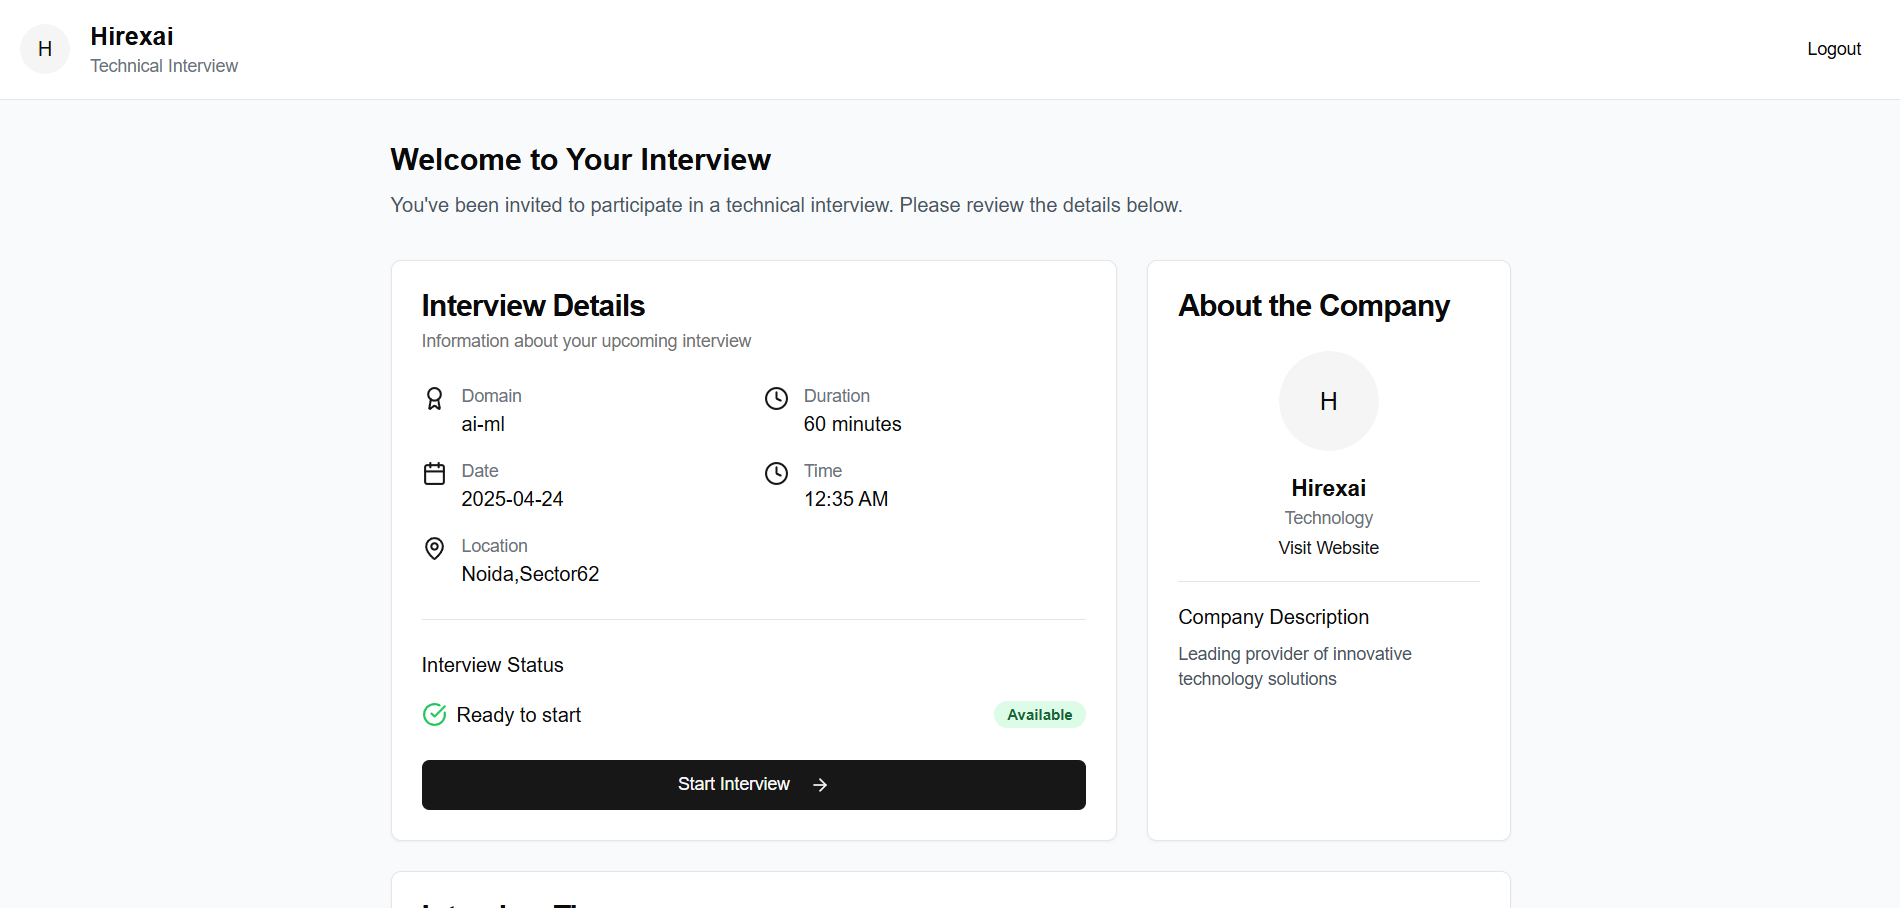 H
Hirexai
Technical Interview
Logout
Welcome to Your Interview
You've been invited to participate in a technical interview. Please review the details below.
Interview Details
Information about your upcoming interview
Domain
ai-ml
Duration
60 minutes
Date
2025-04-24
Time
12:35 AM
Location
Noida,Sector62
Interview Status
Ready to start
Available
Start Interview
About the Company
H
Hirexai
Technology
Visit Website
Company Description
Leading provider of innovative
technology solutions